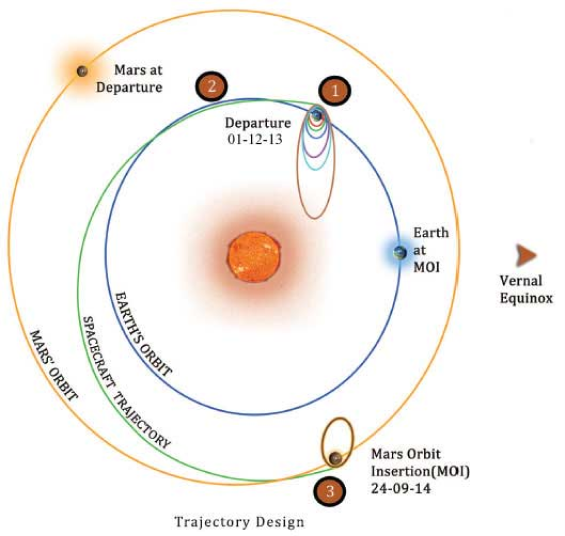 2
1
Mars at
Departure
Departure
01-12-13
Earth
at
MOI
Vernal
Equinox
EARTH'S ORBIT
SPACECRAFT TRAJECTORY
MARS' ORBIT
Mars Orbit
Insertion(MOI)
24-09-14
3
Trajectory Design